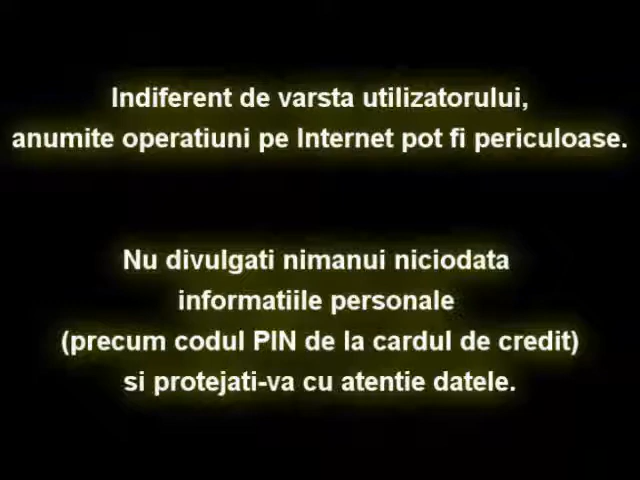 Indiferent de varsta utilizatorului,
anumite operatiuni pe Internet pot fi periculoase.
Nu divulgati nimanui niciodata
informatiile personale
(precum codul PIN de la cardul de credit)
si protejati-va cu atentie datele.